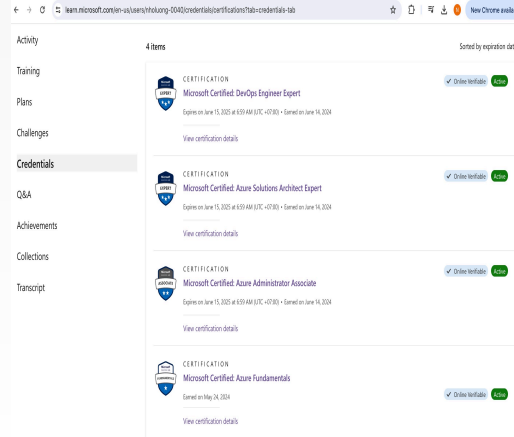 learn.microsoft.com/en-us/users/nholuong-0040/credentials/certifications?tab=credentials-tab
New Chrome availa
Activity
Training
Plans
Challenges
Credentials
Q&A
Achievements
Collections
Transcript
4 items
Sorted by expiration dat
EXPERT
CERTIFICATION
Microsoft Certified: DevOps Engineer Expert
Expires on June 15, 2025 at 6:59 AM (UTC +07:00) • Earned on June 14, 2024
View certification details
✓ Online Verifiable Active
EXPERT
CERTIFICATION
Microsoft Certified: Azure Solutions Architect Expert
Expires on June 15, 2025 at 6:59 AM (UTC +07:00) • Earned on June 14, 2024
View certification details
✓ Online Verifiable Active
ASSOCIATE
CERTIFICATION
Microsoft Certified: Azure Administrator Associate
Expires on June 15, 2025 at 6:59 AM (UTC +07:00) • Earned on June 14, 2024
View certification details
✓ Online Verifiable Active
FUNDAMENTALS
CERTIFICATION
Microsoft Certified: Azure Fundamentals
Earned on May 24, 2024
View certification details
✓ Online Verifiable Active